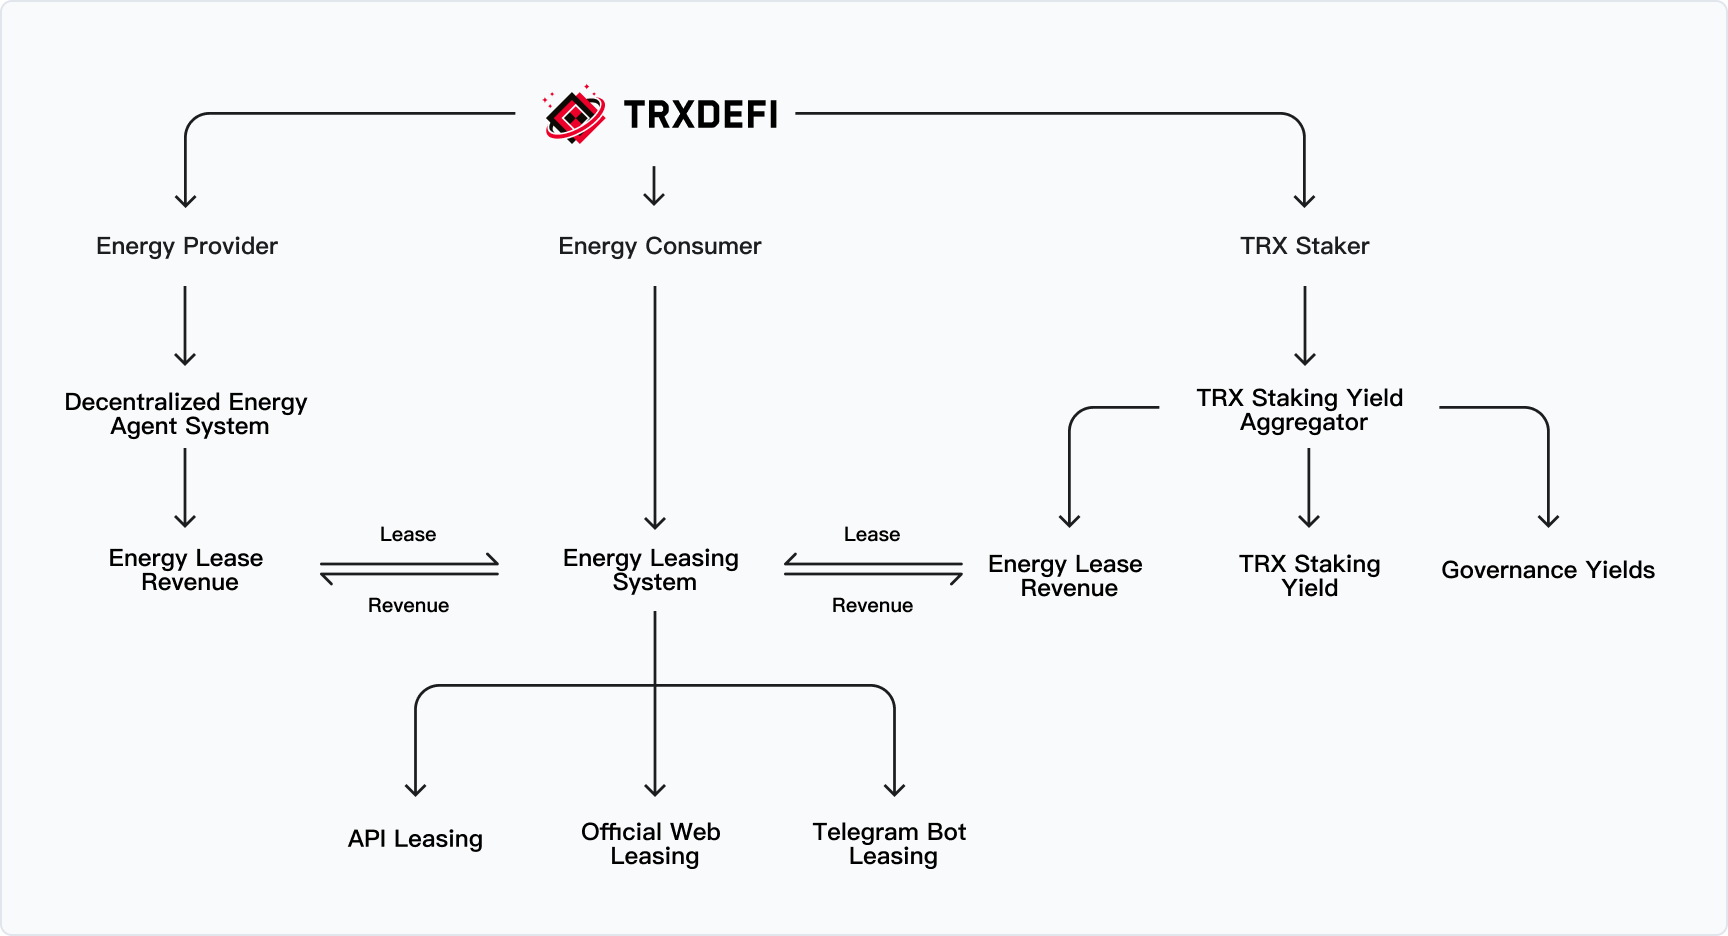 TRXDEFI
Energy Provider
Energy Consumer
TRX Staker
Decentralized Energy
Agent System
TRX Staking Yield
Aggregator
Energy Lease
Revenue
Lease
Revenue
Energy Leasing
System
Lease
Revenue
Energy Lease
Revenue
TRX Staking
Yield
Governance Yields
API Leasing
Official Web
Leasing
Telegram Bot
Leasing